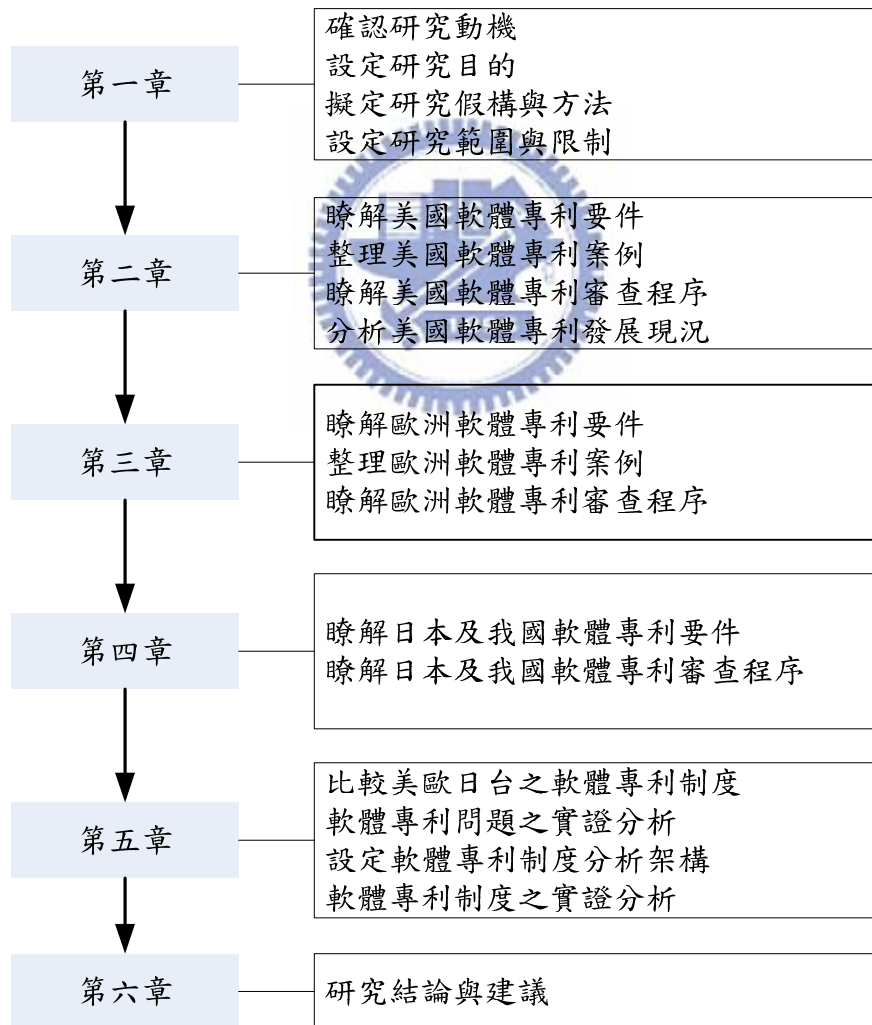 第一章
確認研究動機
設定研究目的
擬定研究假構與方法
設定研究範圍與限制
第二章
瞭解美國軟體專利要件
整理美國軟體專利案例
瞭解美國軟體專利審查程序
分析美國軟體專利發展現況
第三章
瞭解歐洲軟體專利要件
整理歐洲軟體專利案例
瞭解歐洲軟體專利審查程序
第四章
瞭解日本及我國軟體專利要件
瞭解日本及我國軟體專利審查程序
第五章
比較美歐日台之軟體專利制度
軟體專利問題之實證分析
設定軟體專利制度分析架構
軟體專利制度之實證分析
第六章
研究結論與建議